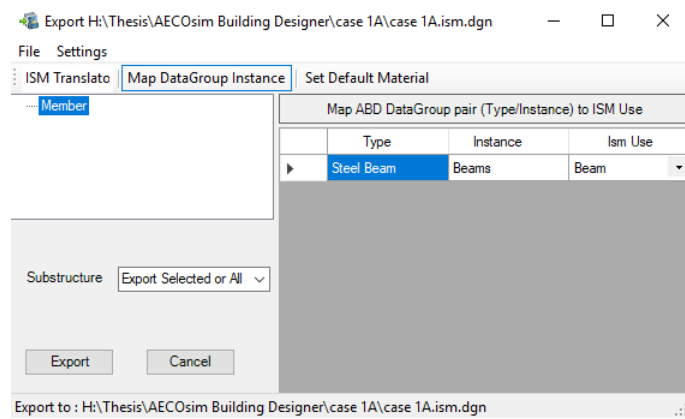 Export H:\Thesis\AECOsim Building Designer\case 1A\case 1A.ism.dgn
File Settings
ISM Translato Map DataGroup Instance Set Default Material
Member
Map ABD DataGroup pair (Type/Instance) to ISM Use
Type Instance Ism Use
Steel Beam Beams Beam
Substructure Export Selected or All
Export Cancel
Export to : H:\Thesis\AECOsim Building Designer\case 1A\case 1A.ism.dgn